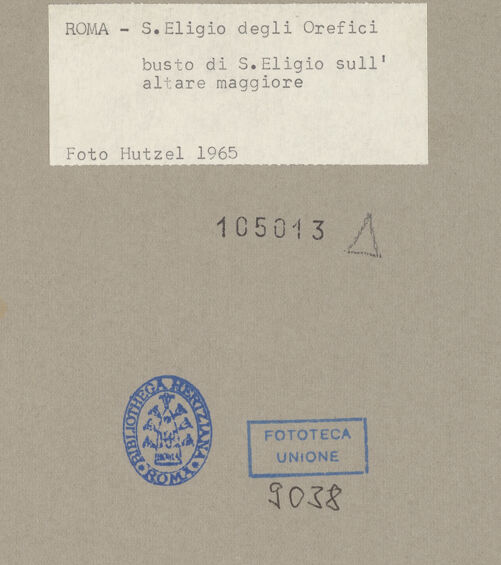 ROMA - S.Eligio degli Orefici
busto di S.Eligio sull'
altare maggiore
Foto Hutzel 1965
105013
BIBLIOTHECA HERTZIANA
ROMA
FOTOTECA
UNIONE
9038